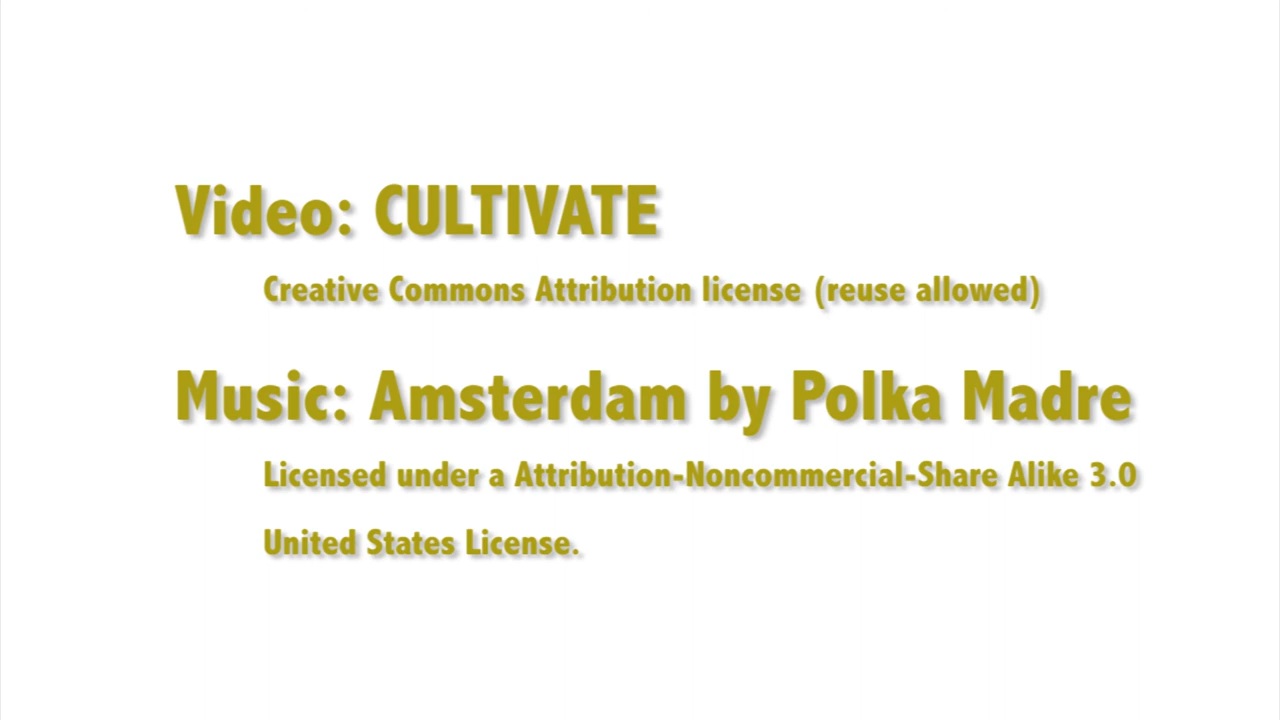 Video: CULTIVATE
Creative Commons Attribution license (reuse allowed)
Music: Amsterdam by Polka Madre
Licensed under a Attribution-Noncommercial-Share Alike 3.0
United States License.